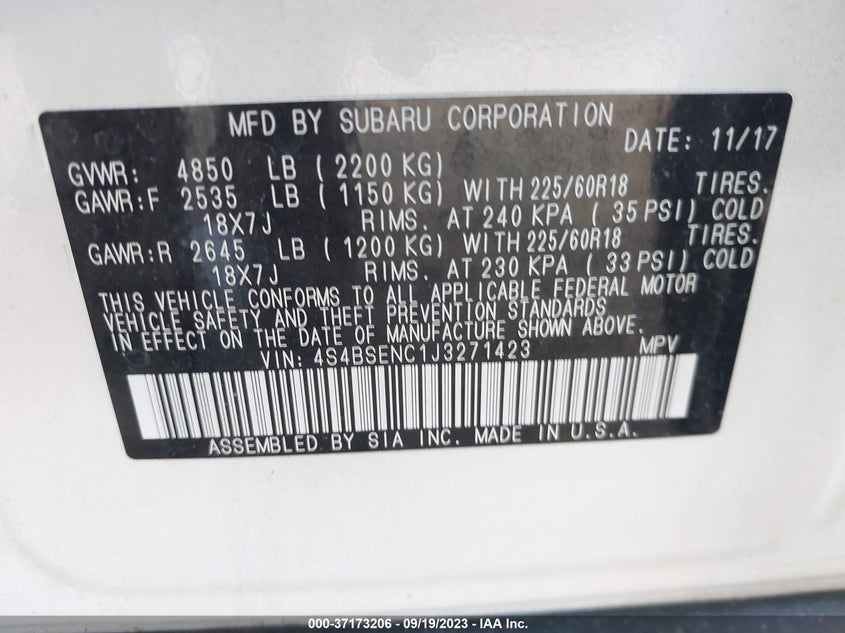 MFD BY SUBARU CORPORATION
DATE: 11/17
GVWR: 4850 LB ( 2200 KG)
GAWR:F 2535 LB ( 1150 KG) WITH 225/60R18 TIRES.
18X7J RIMS. AT 240 KPA ( 35 PSI) COLD
GAWR:R 2645 LB ( 1200 KG) WITH 225/60R18 TIRES.
18X7J RIMS. AT 230 KPA ( 33 PSI) COLD
THIS VEHICLE CONFORMS TO ALL APPLICABLE FEDERAL MOTOR
VEHICLE SAFETY AND THEFT PREVENTION STANDARDS
IN EFFECT ON THE DATE OF MANUFACTURE SHOWN ABOVE.
VIN: 4S4BSENC1J3271423 MPV
ASSEMBLED BY SIA INC. MADE IN U.S.A.
000-37173206 - 09/19/2023 - IAA Inc.